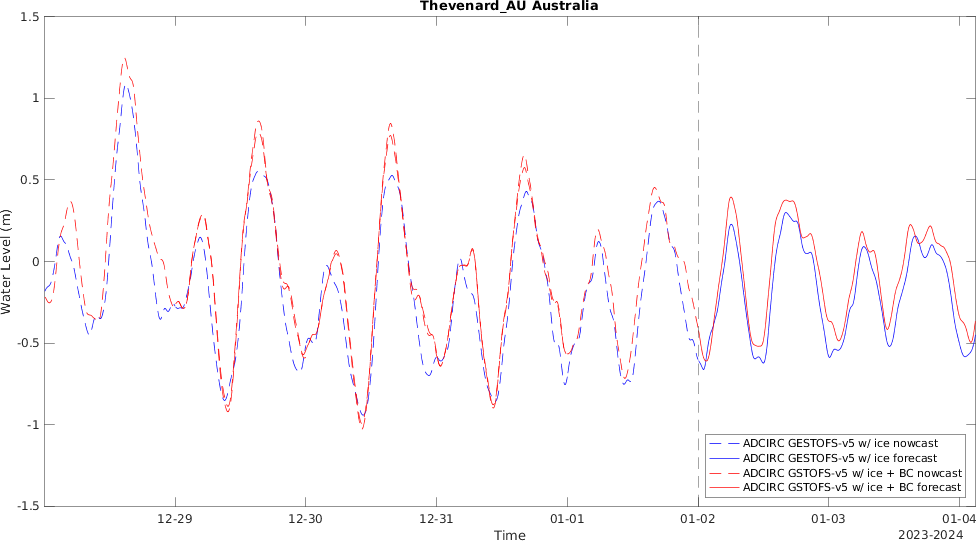 Thevenard_AU Australia
1.5
1
0.5
0
-0.5
-1
-1.5
Water Level (m)
12-29
12-30
12-31
01-01
01-02
01-03
01-04
Time
2023-2024
ADCIRC GESTOFS-v5 w/ ice nowcast
ADCIRC GESTOFS-v5 w/ ice forecast
ADCIRC GSTOFS-v5 w/ ice + BC nowcast
ADCIRC GSTOFS-v5 w/ ice + BC forecast